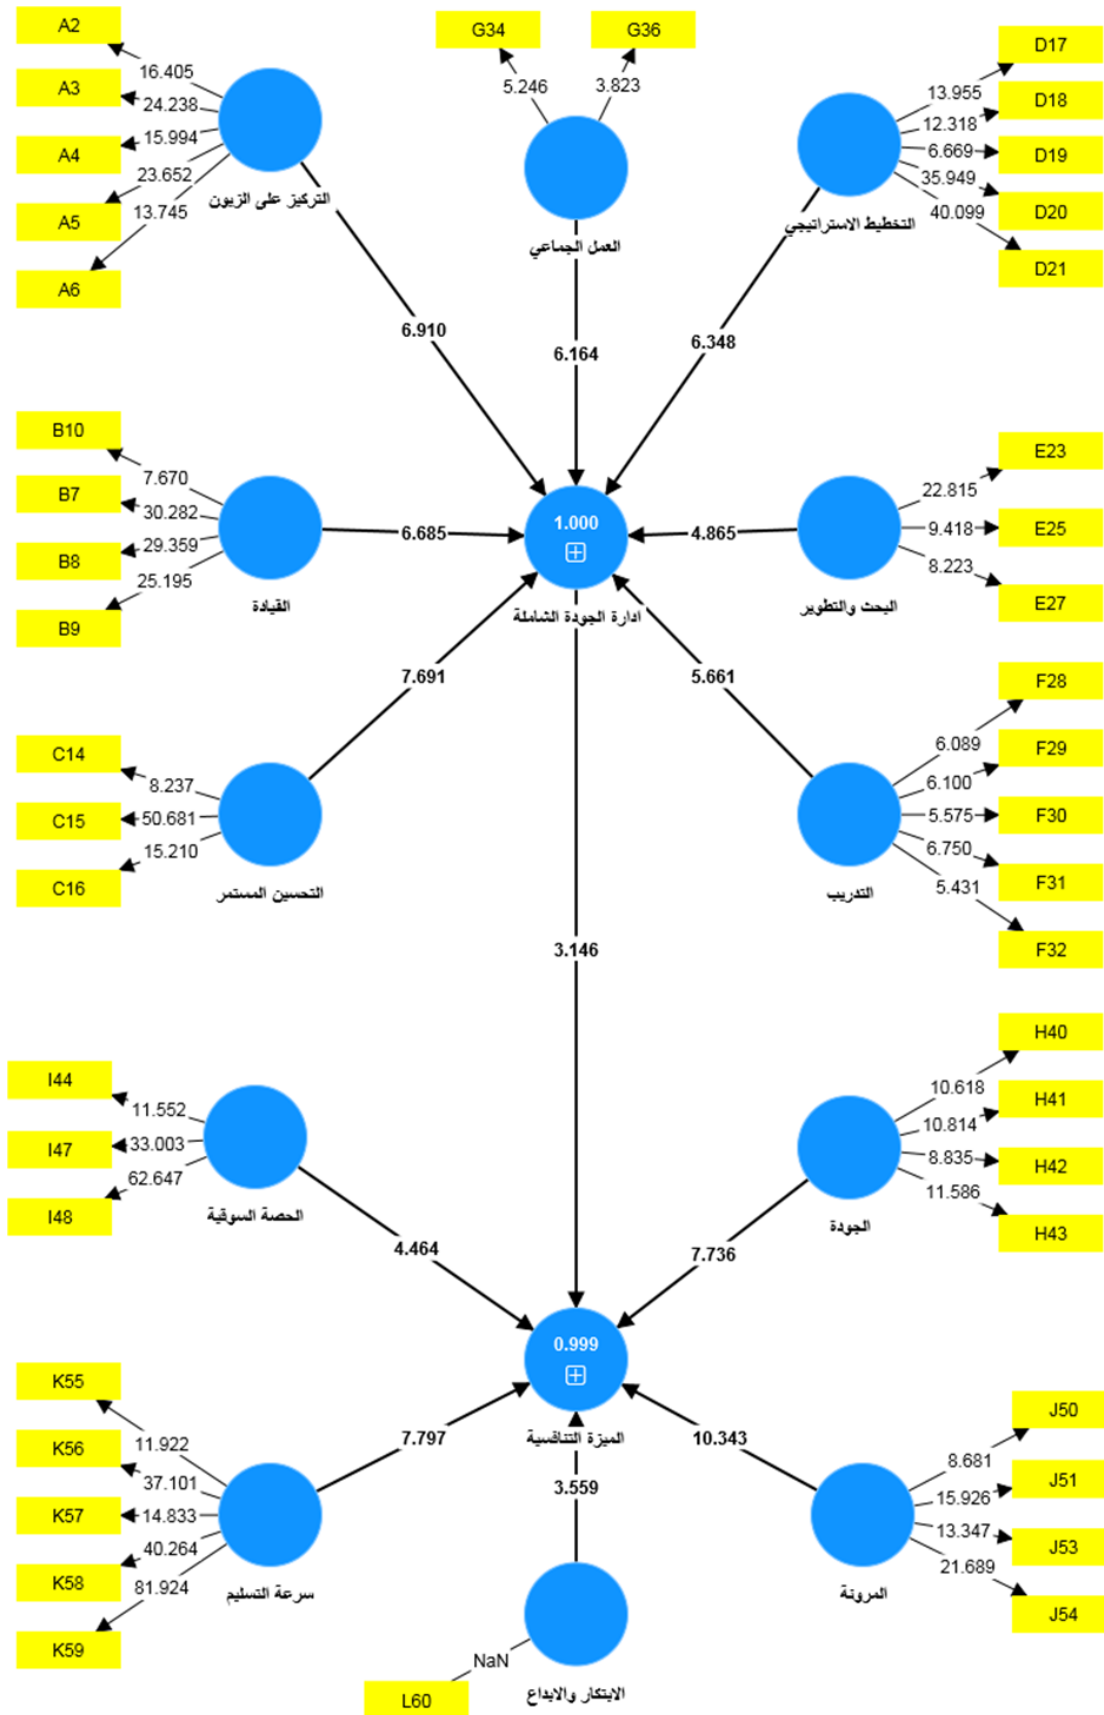 A2
16.405
A3
24.238
A4
15.994
A5
23.652
A6
13.745
التركيز على الزبون
G34
5.246
G36
3.823
العمل الجماعي
D17
13.955
D18
12.318
D19
6.669
D20
35.949
D21
40.099
التخطيط الاستراتيجي
6.910
6.164
6.348
B10
7.670
B7
30.282
B8
29.359
B9
25.195
القيادة
6.685
1.000
ادارة الجودة الشاملة
4.865
E23
22.815
E25
9.418
E27
8.223
البحث والتطوير
7.691
5.661
C14
8.237
C15
50.681
C16
15.210
التحسين المستمر
F28
6.089
F29
6.100
F30
5.575
F31
6.750
F32
5.431
التدريب
3.146
I44
11.552
I47
33.003
I48
62.647
الحصة السوقية
4.464
H40
10.618
H41
10.814
H42
8.835
H43
11.586
الجودة
7.736
0.999
الميزة التنافسية
K55
11.922
K56
37.101
K57
14.833
K58
40.264
K59
81.924
سرعة التسليم
7.797
3.559
10.343
J50
8.681
J51
15.926
J53
13.347
J54
21.689
المرونة
NaN
L60
الابتكار والابداع